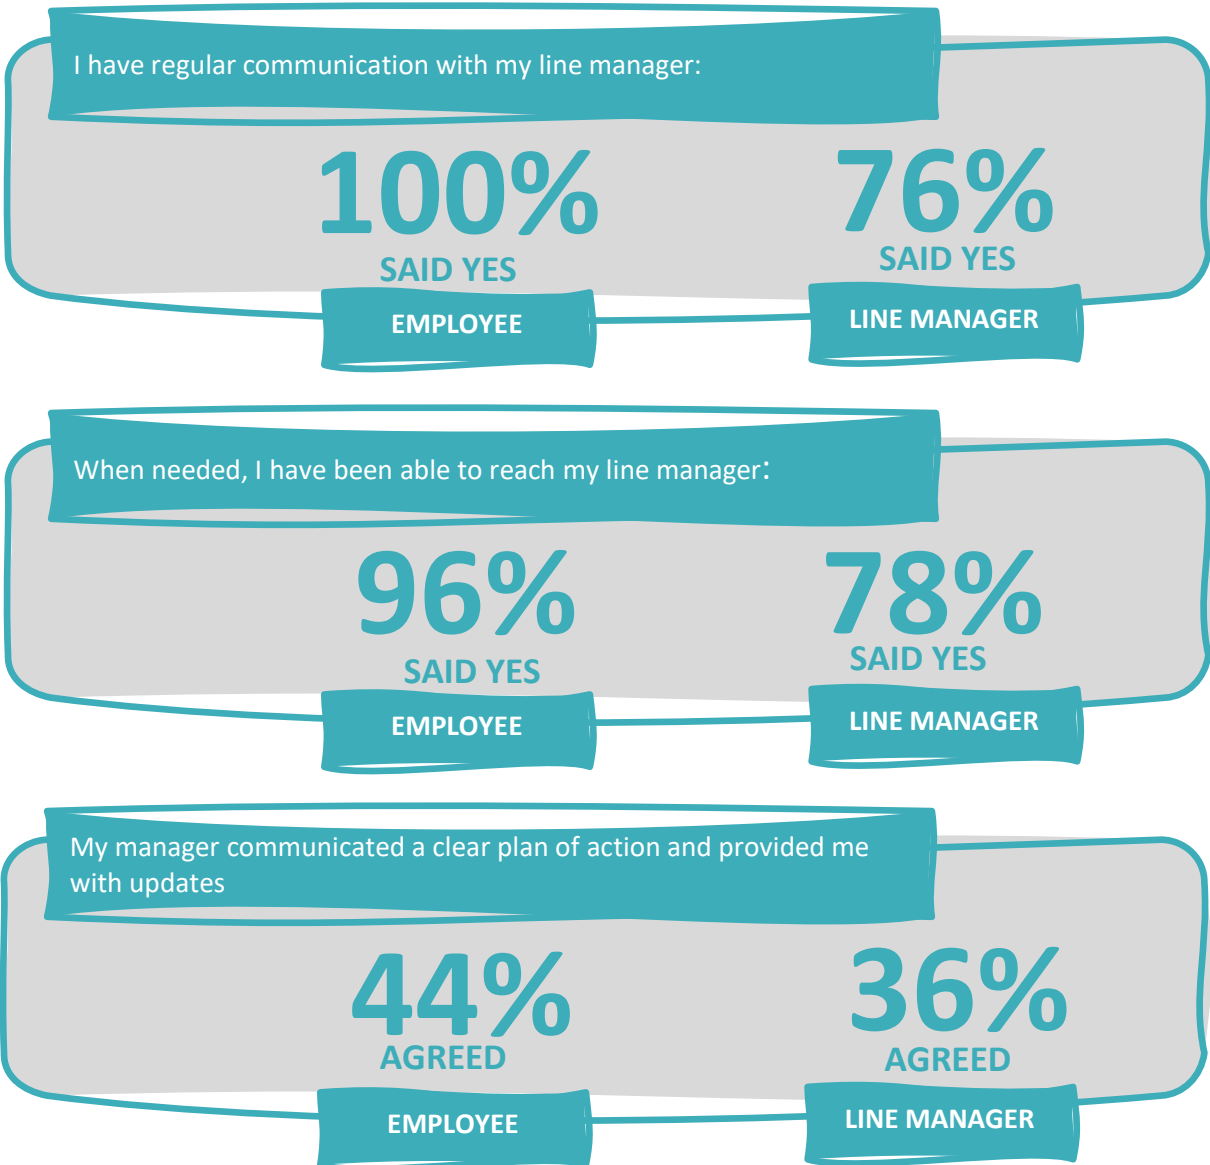 I have regular communication with my line manager:
100% 76%
SAID YES SAID YES
EMPLOYEE LINE MANAGER
When needed, I have been able to reach my line manager:
96% 78%
SAID YES SAID YES
EMPLOYEE LINE MANAGER
My manager communicated a clear plan of action and provided me
with updates
44% 36%
AGREED AGREED
EMPLOYEE LINE MANAGER